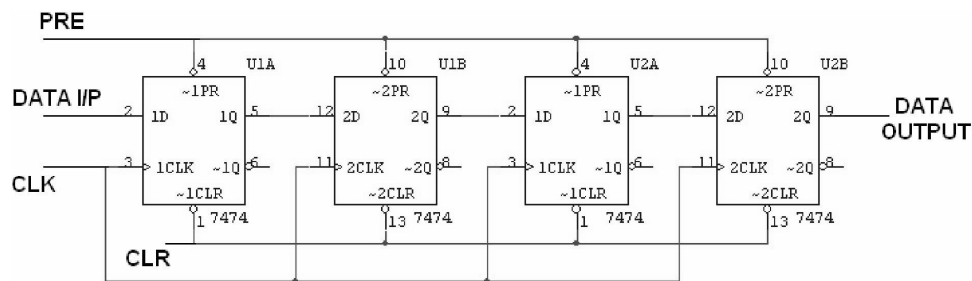 PRE
4 U1A 10 U1B 4 U2A 10 U2B
~1PR ~2PR ~1PR ~2PR
DATA I/P 2 1D 1Q 5 12 2D 2Q 9 2 1D 1Q 5 12 2D 2Q 9 DATA OUTPUT
CLK 3 1CLK ~1Q 6 11 2CLK ~2Q 8 3 1CLK ~1Q 6 11 2CLK ~2Q 8
~1CLR ~2CLR ~1CLR ~2CLR
1 7474 13 7474 1 7474 13 7474
CLR